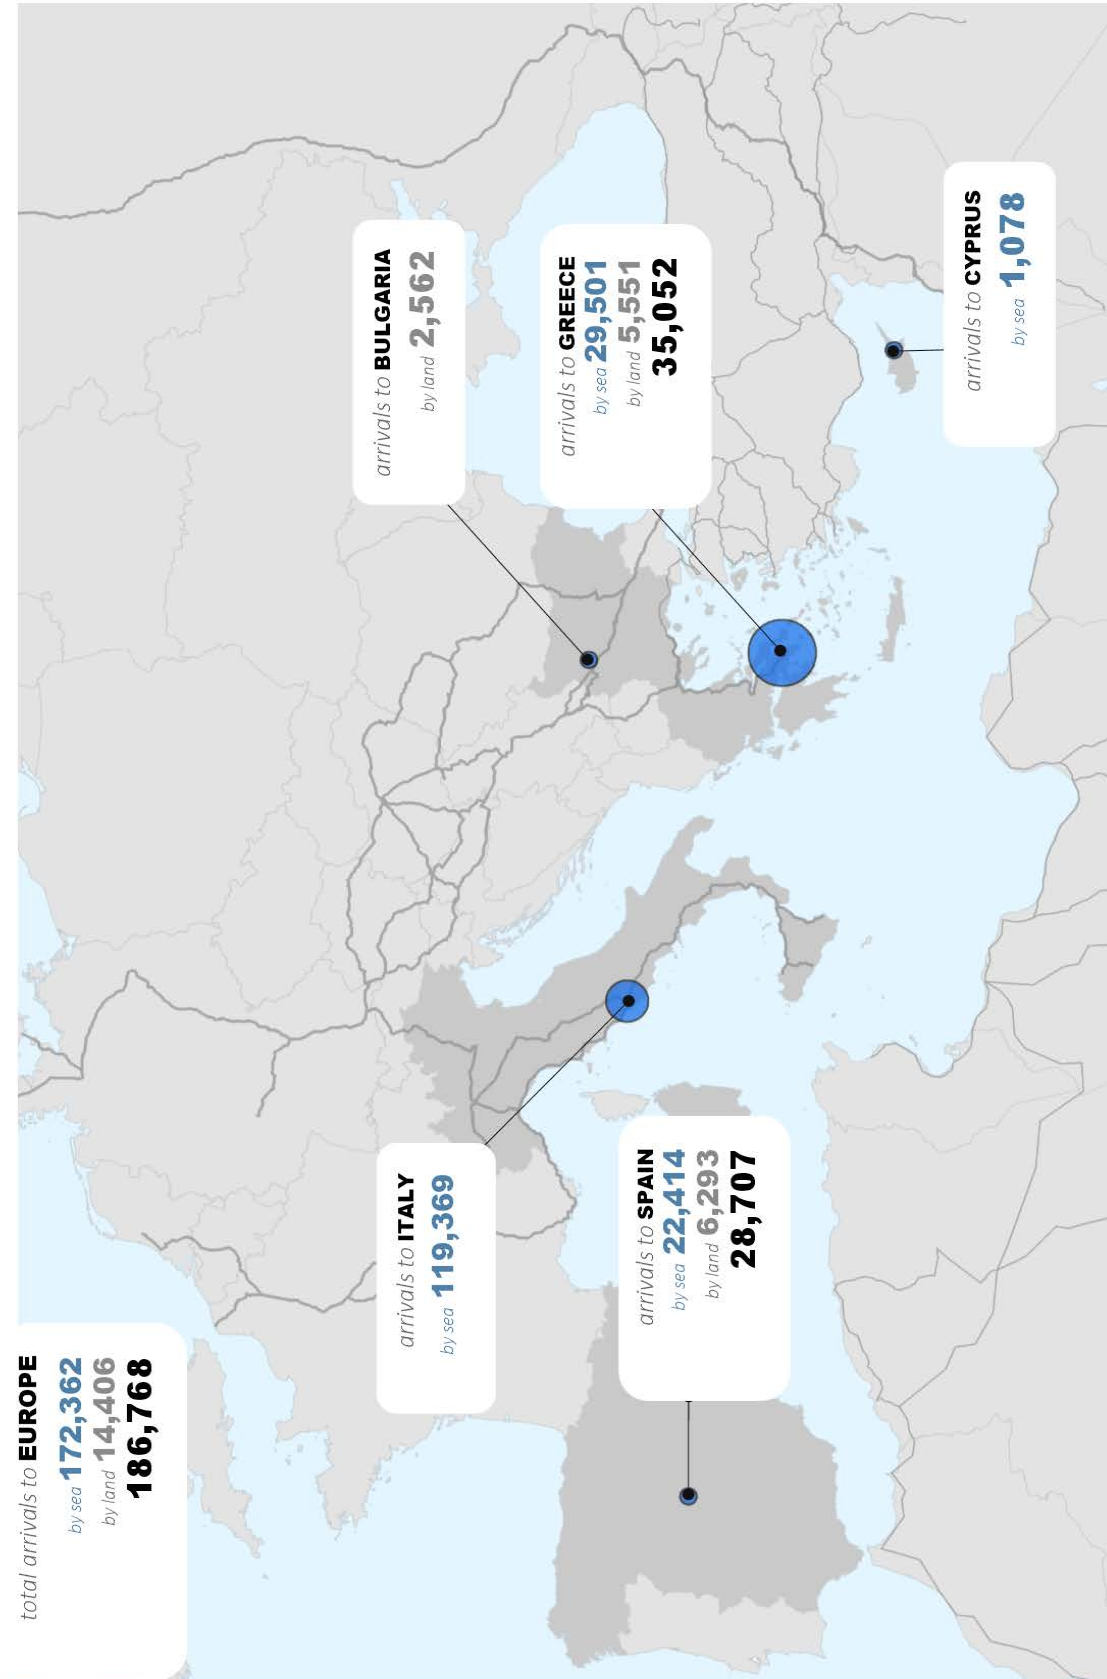 total arrivals to EUROPE
by sea 172,362
by land 14,406
186,768
arrivals to ITALY
by sea 119,369
arrivals to SPAIN
by sea 22,414
by land 6,293
28,707
arrivals to BULGARIA
by land 2,562
arrivals to GREECE
by sea 29,501
by land 5,551
35,052
arrivals to CYPRUS
by sea 1,078